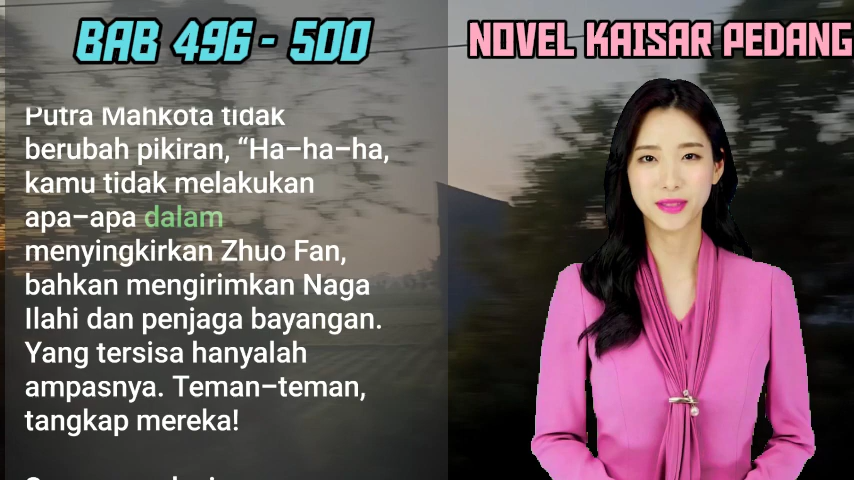 BAB 496 - 500
NOVEL KAISAR PEDANG
Putra Mahkota tidak
berubah pikiran, “Ha–ha–ha,
kamu tidak melakukan
apa–apa dalam
menyingkirkan Zhuo Fan,
bahkan mengirimkan Naga
Ilahi dan penjaga bayangan.
Yang tersisa hanyalah
ampasnya. Teman–teman,
tangkap mereka!